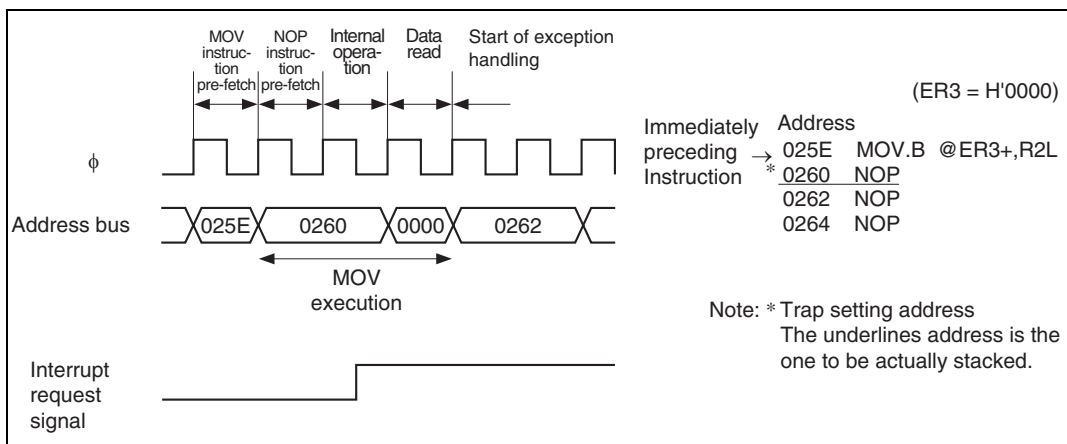 MOV
instruc-
tion
pre-fetch
NOP
instruc-
tion
pre-fetch
Internal
opera-
tion
Data
read
Start of exception
handling
(ER3 = H'0000)
ϕ
Immediately
preceding
Instruction
Address
→ 025E MOV.B @ER3+,R2L
* 0260 NOP
0262 NOP
0264 NOP
Address bus
025E 0260 0000 0262
MOV
execution
Note: * Trap setting address
The underlines address is the
one to be actually stacked.
Interrupt
request
signal